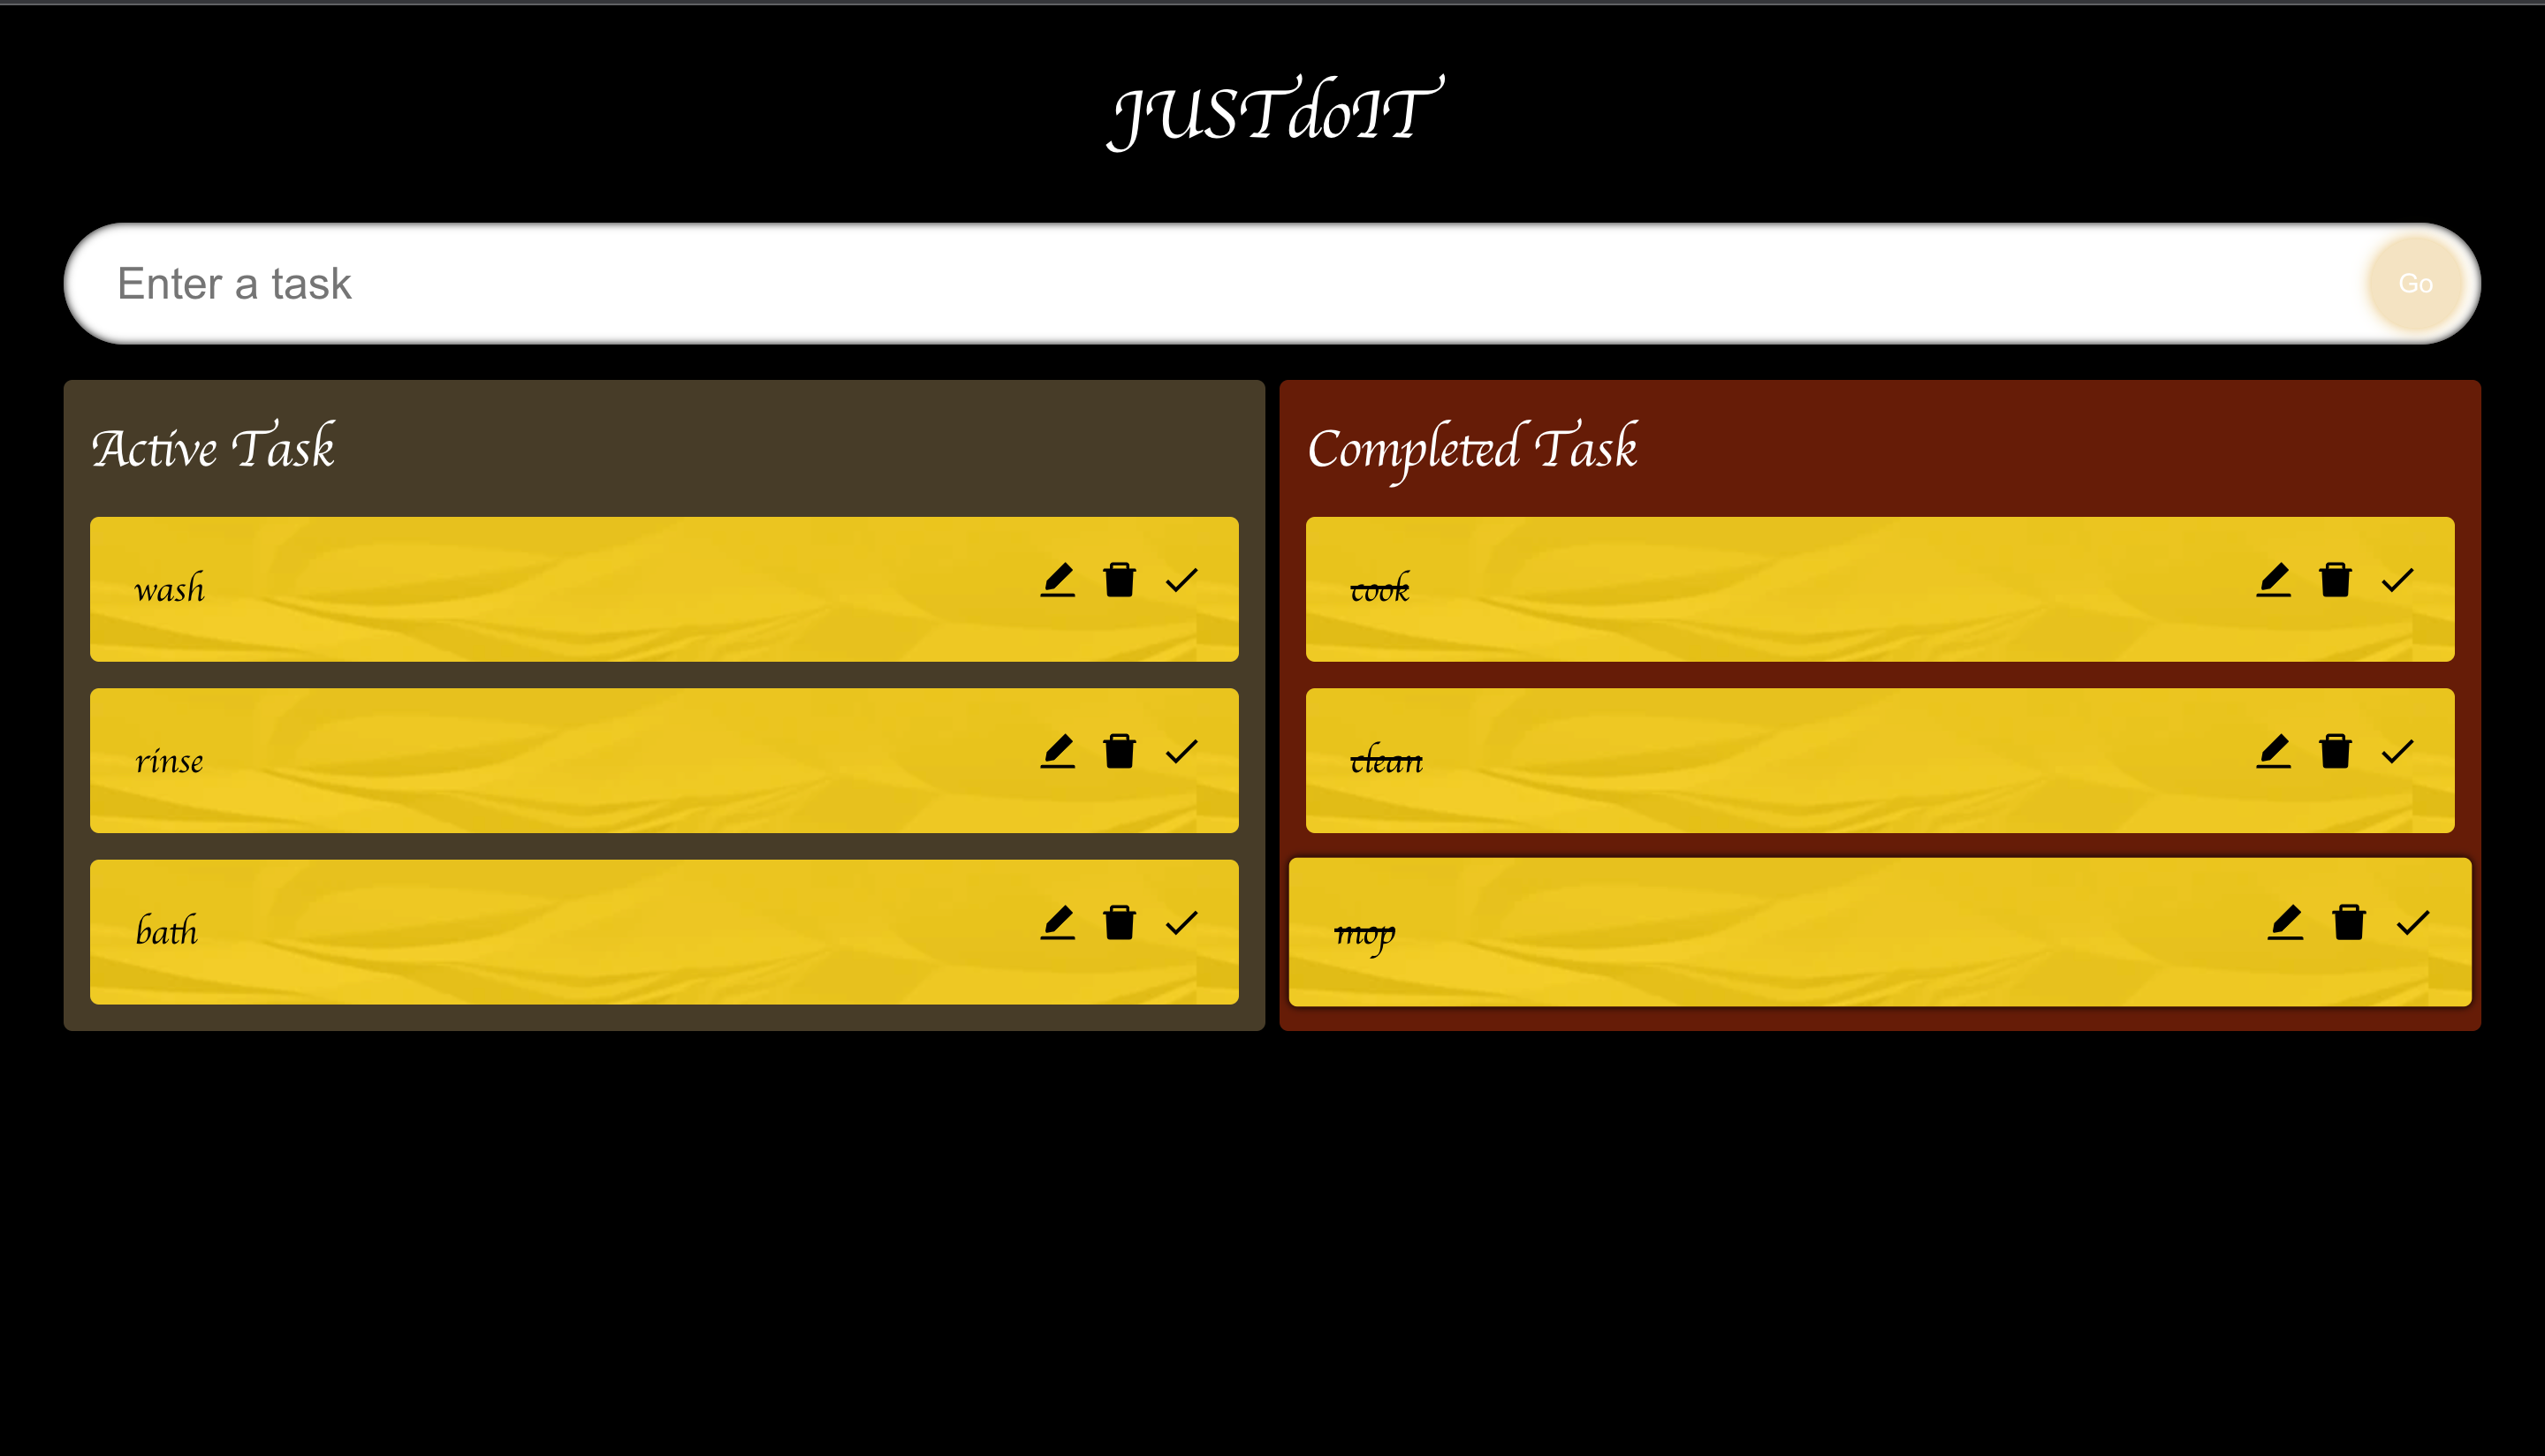 JUSTdoIT
Enter a task
Go
Active Task
wash
rinse
bath
Completed Task
cook
clean
mop